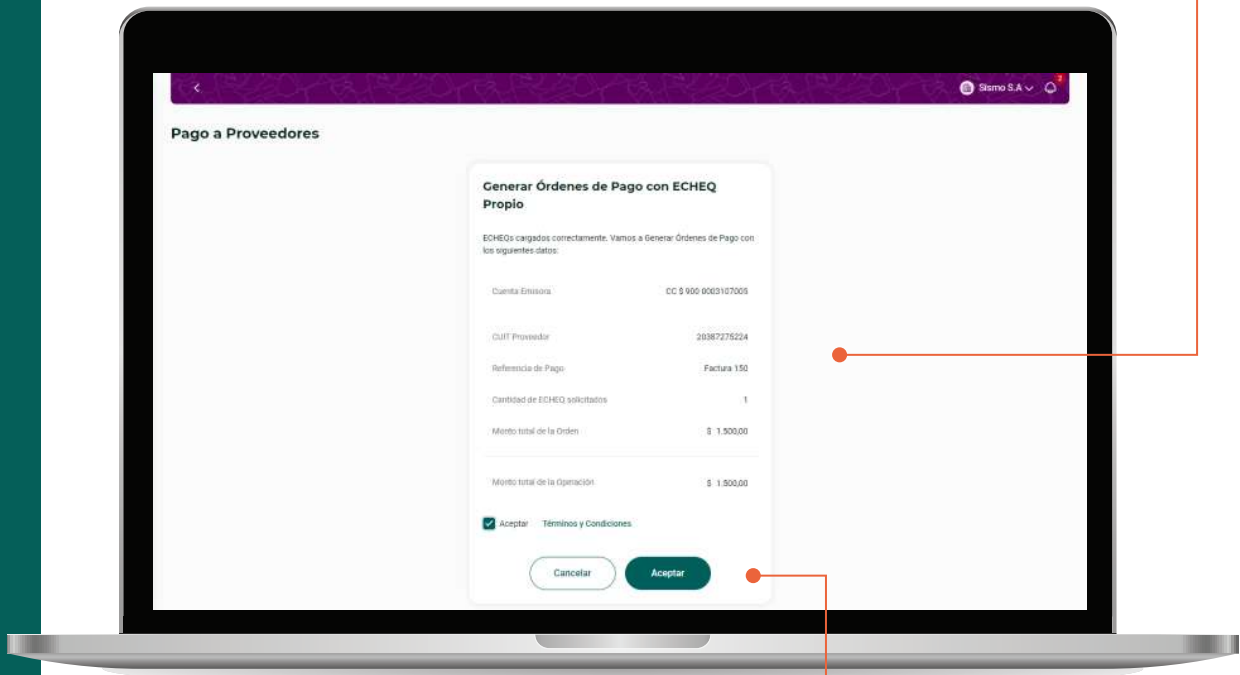 Sismo S.A
2
Pago a Proveedores
Generar Órdenes de Pago con ECHEQ
Propio
ECHEQs cargados correctamente. Vamos a Generar Órdenes de Pago con
los siguientes datos:
Cuenta Emisora CC $ 900 0003107005
CUIT Proveedor 20387275224
Referencia de Pago Factura 150
Cantidad de ECHEQ solicitados 1
Monto total de la Orden $ 1.500,00
Monto total de la Operación $ 1.500,00
Aceptar Términos y Condiciones
Cancelar Aceptar